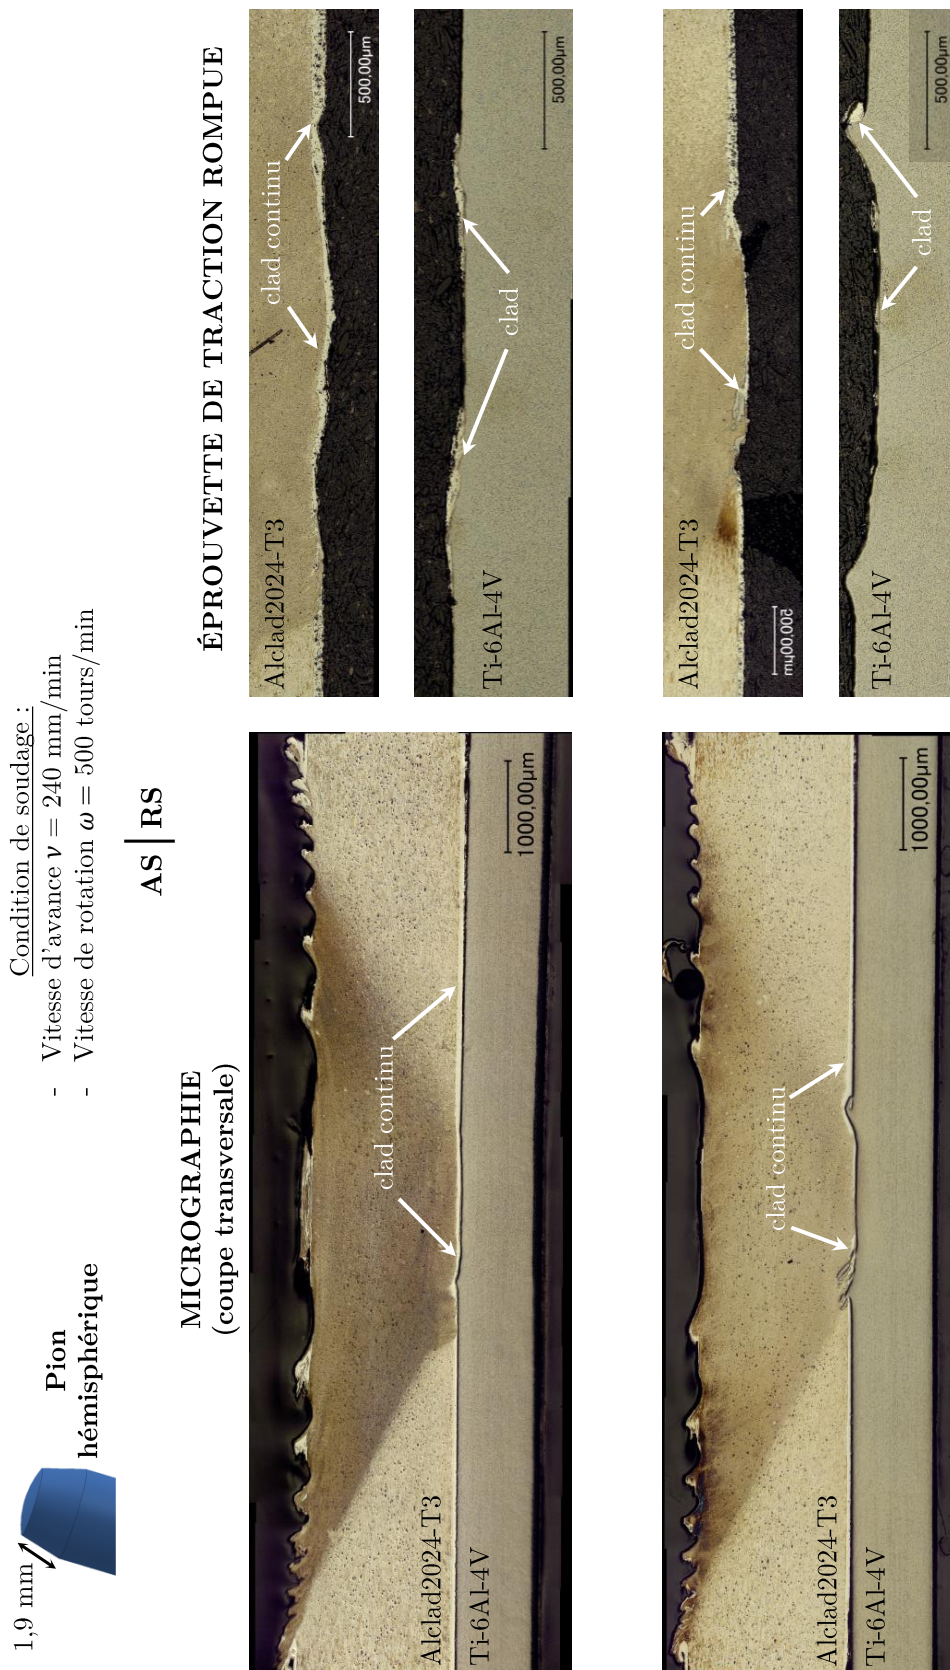 1,9 mm
Pion
hémisphérique
Condition de soudage :
- Vitesse d'avance ν = 240 mm/min
- Vitesse de rotation ω = 500 tours/min
AS | RS
MICROGRAPHIE
(coupe transversale)
ÉPROUVETTE DE TRACTION ROMPUE
clad continu
Alclad2024-T3
Ti-6Al-4V
1000,00µm
clad continu
Alclad2024-T3
500,00µm
clad
Ti-6Al-4V
500,00µm
clad continu
Alclad2024-T3
Ti-6Al-4V
1000,00µm
clad continu
Alclad2024-T3
500,00µm
clad
Ti-6Al-4V
500,00µm